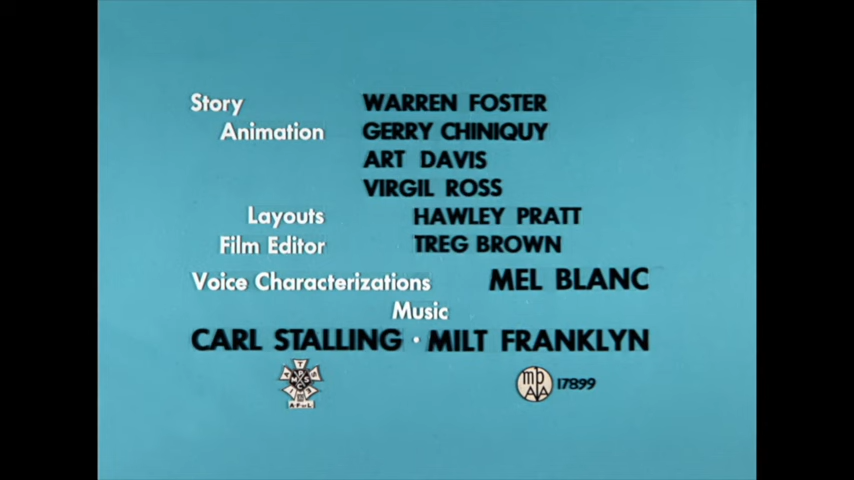 Story WARREN FOSTER
Animation GERRY CHINIQUY
ART DAVIS
VIRGIL ROSS
Layouts HAWLEY PRATT
Film Editor TREG BROWN
Voice Characterizations MEL BLANC
Music
CARL STALLING · MILT FRANKLYN
17899